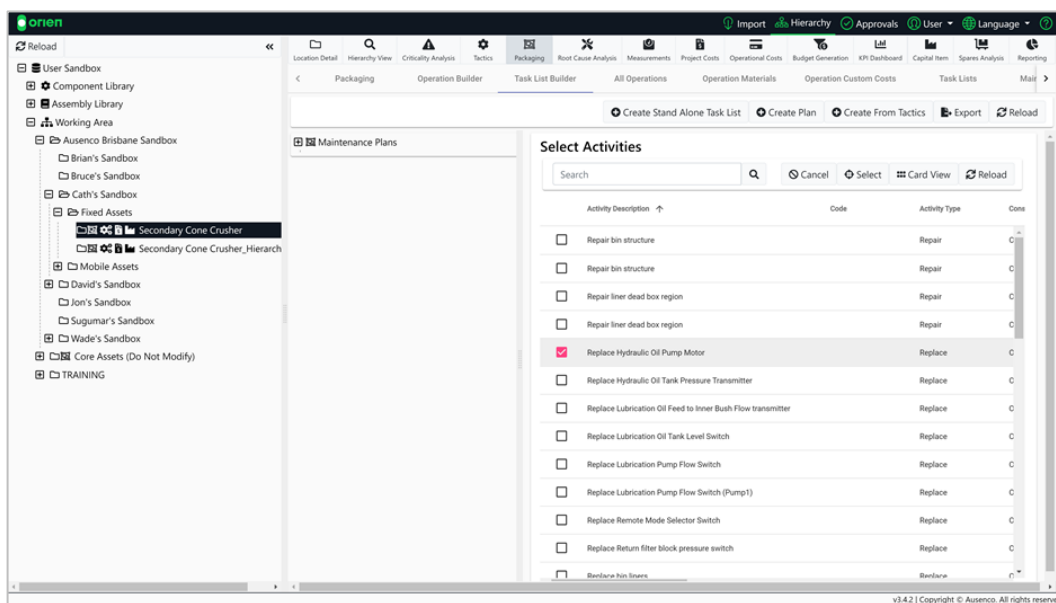 orien
Import Hierarchy Approvals User Language
Reload
Location Detail Hierarchy View Criticality Analysis Tactics Packaging Root Cause Analysis Measurements Project Costs Operational Costs Budget Generation KPI Dashboard Capital Item Spares Analysis Reporting
Packaging Operation Builder Task List Builder All Operations Operation Materials Operation Custom Costs Task Lists Mair
Create Stand Alone Task List Create Plan Create From Tactics Export Reload
User Sandbox
Component Library
Assembly Library
Working Area
Ausenco Brisbane Sandbox
Brian's Sandbox
Bruce's Sandbox
Cath's Sandbox
Fixed Assets
Secondary Cone Crusher
Secondary Cone Crusher_Hierarch
Mobile Assets
David's Sandbox
Jon's Sandbox
Sugumar's Sandbox
Wade's Sandbox
Core Assets (Do Not Modify)
TRAINING
Maintenance Plans
Select Activities
Search Cancel Select Card View Reload
Activity Description Code Activity Type Cons
Repair bin structure Repair C
Repair bin structure Repair
Repair liner dead box region Repair C
Repair liner dead box region Repair C
Replace Hydraulic Oil Pump Motor Replace C
Replace Hydraulic Oil Tank Pressure Transmitter Replace C
Replace Lubrication Oil Feed to Inner Bush Flow transmitter Replace C
Replace Lubrication Oil Tank Level Switch Replace C
Replace Lubrication Pump Flow Switch Replace C
Replace Lubrication Pump Flow Switch (Pump1) Replace C
Replace Remote Mode Selector Switch Replace C
Replace Return filter block pressure switch Replace C
Replace bin liners Replace C
v3.4.2 | Copyright © Ausenco. All rights reserve